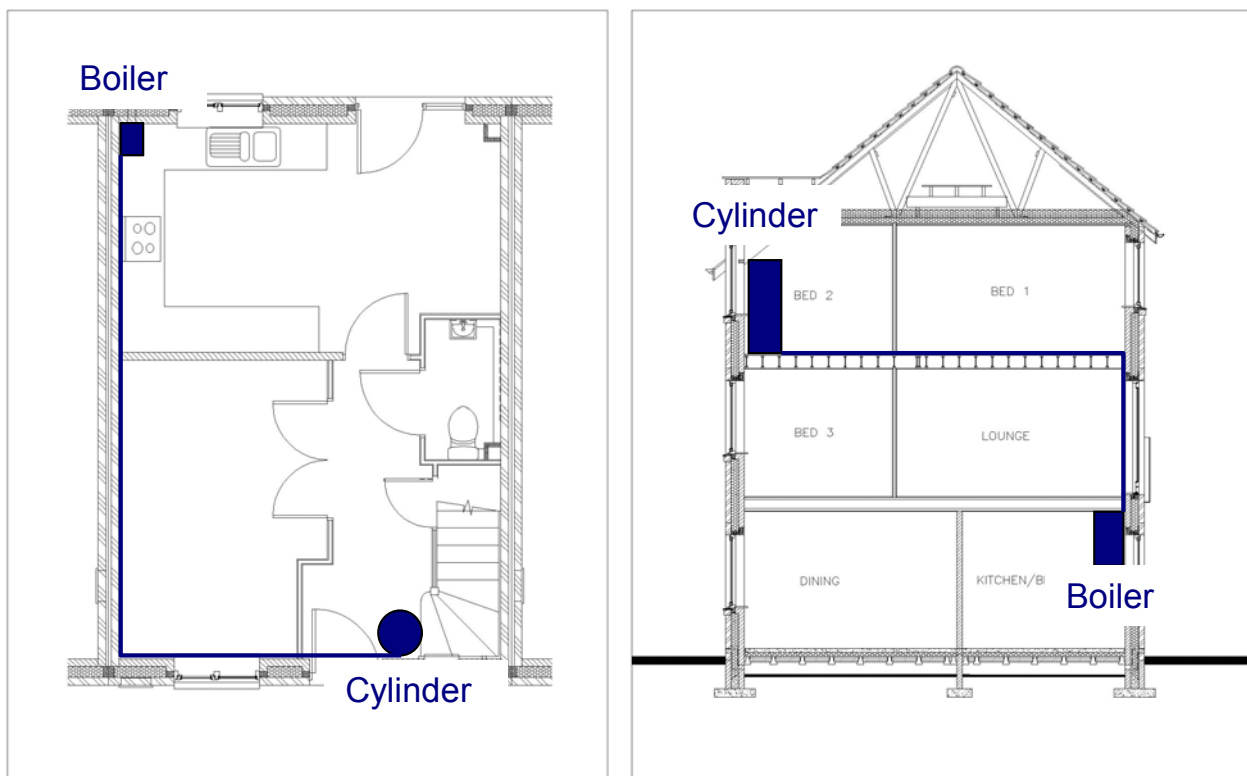 Boiler
Cylinder
Cylinder
BED 2
BED 1
BED 3
LOUNGE
DINING
KITCHEN/B
Boiler